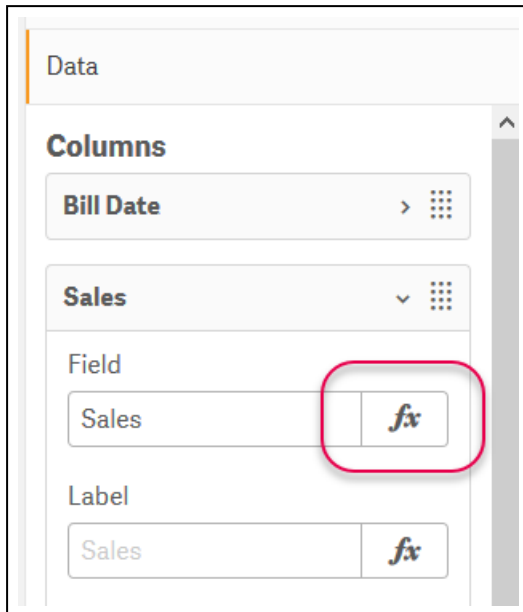 Data
Columns
Bill Date
Sales
Field
Sales fx
Label
Sales fx